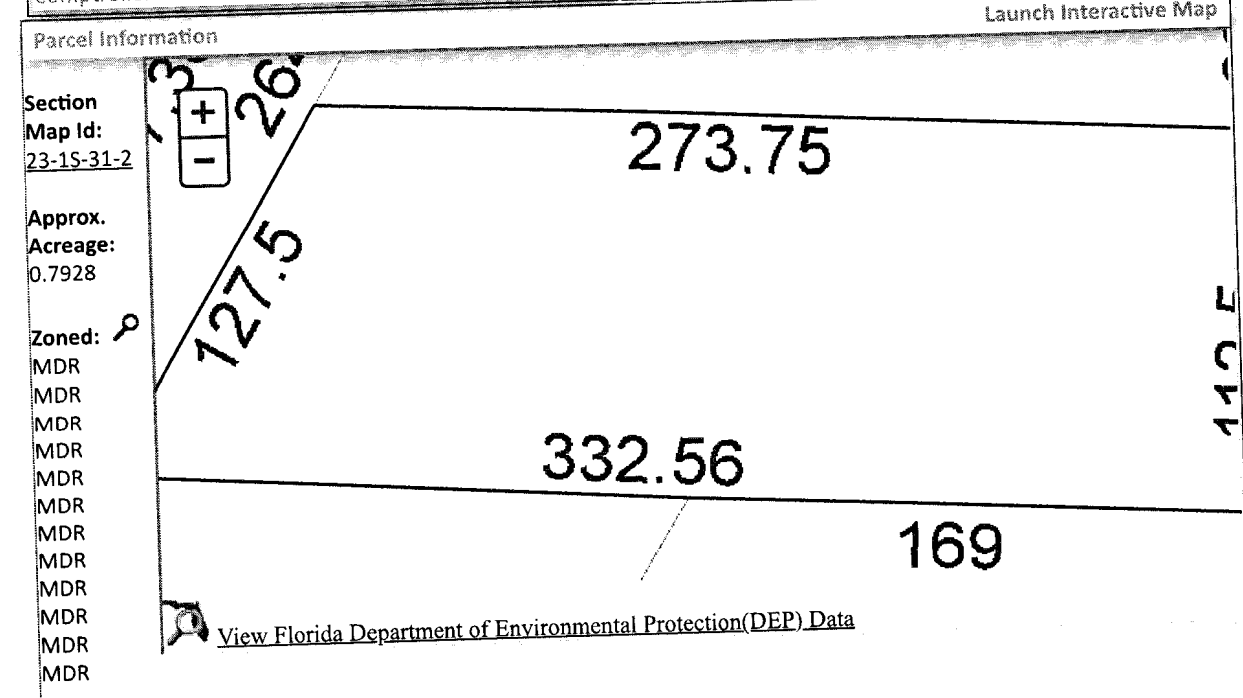 Launch Interactive Map
Parcel Information
Section
Map Id:
23-1S-31-2
Approx.
Acreage:
0.7928
Zoned:
MDR
MDR
MDR
MDR
MDR
MDR
MDR
MDR
MDR
MDR
MDR
MDR
+
−
273.75
127.5
332.56
169
View Florida Department of Environmental Protection(DEP) Data